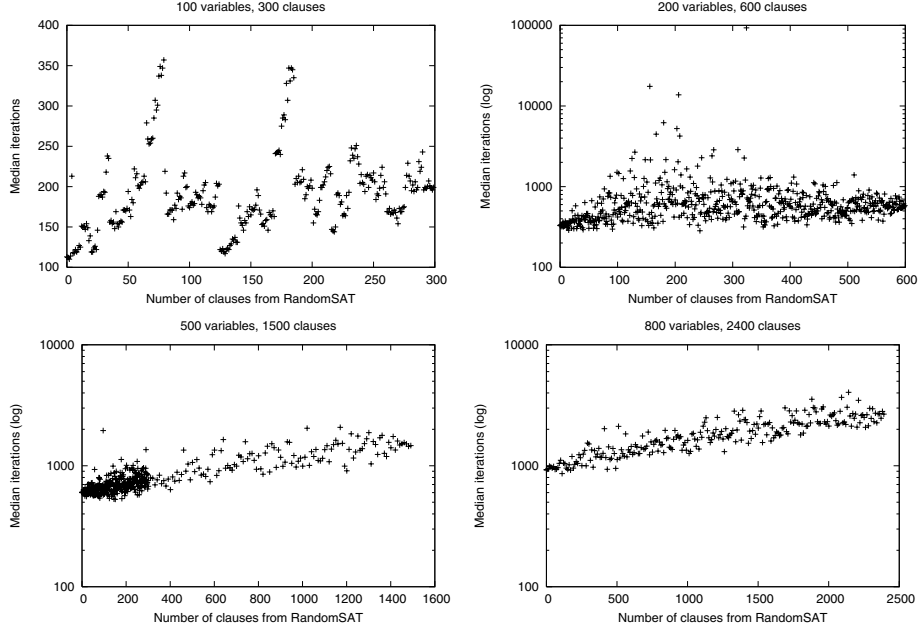 100 variables, 300 clauses
400
350
300
250
200
150
100
Median iterations
0 50 100 150 200 250 300
Number of clauses from RandomSAT
200 variables, 600 clauses
100000
10000
1000
100
Median iterations (log)
0 100 200 300 400 500 600
Number of clauses from RandomSAT
500 variables, 1500 clauses
10000
1000
100
Median iterations (log)
0 200 400 600 800 1000 1200 1400 1600
Number of clauses from RandomSAT
800 variables, 2400 clauses
10000
1000
100
Median iterations (log)
0 500 1000 1500 2000 2500
Number of clauses from RandomSAT